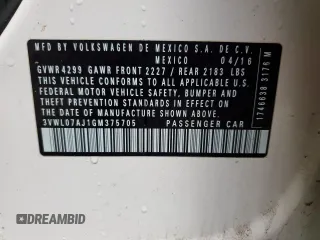 MFD BY VOLKSWAGEN DE MEXICO S.A. DE C.V.
MEXICO 04/16
GVWR4299 GAWR FRONT 2227 / REAR 2183 LBS
THIS VEHICLE CONFORMS TO ALL APPLICABLE U.S.
FEDERAL MOTOR VEHICLE SAFETY, BUMPER, AND
THEFT PREVENTION STANDARDS IN EFFECT ON THE
DATE OF MANUFACTURE SHOWN ABOVE.
3VWL07AJ1GM375705 PASSENGER CAR
1746038 3176 M
DREAMBID